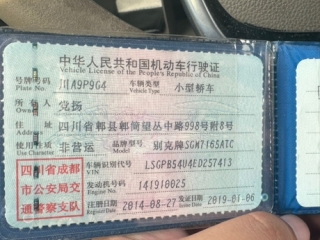 中华人民共和国机动车行驶证
Vehicle License of the People's Republic of China
号牌号码 川A9P9G4 车辆类型 小型轿车
Plate No. Vehicle Type
所有人 党扬
Owner
住址 四川省郫县郫筒望丛中路998号附8号
Address
使用性质 非营运 品牌型号 别克牌SGM7165ATC
Use Character Model
四川省成都市公安局交通警察支队
车辆识别代号 LSGPB54U4ED257413
VIN
发动机号码 141910025
Engine No.
注册日期 2014-08-27 发证日期 2019-01-06
Register Date Issue Date